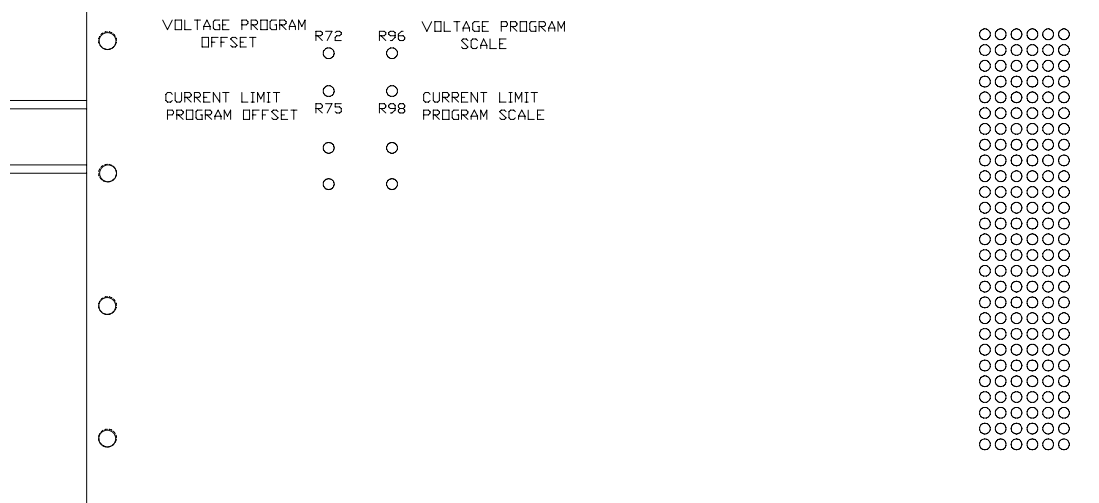 VOLTAGE PROGRAM
OFFSET
R72
R96
VOLTAGE PROGRAM
SCALE
CURRENT LIMIT
PROGRAM OFFSET
R75
R98
CURRENT LIMIT
PROGRAM SCALE